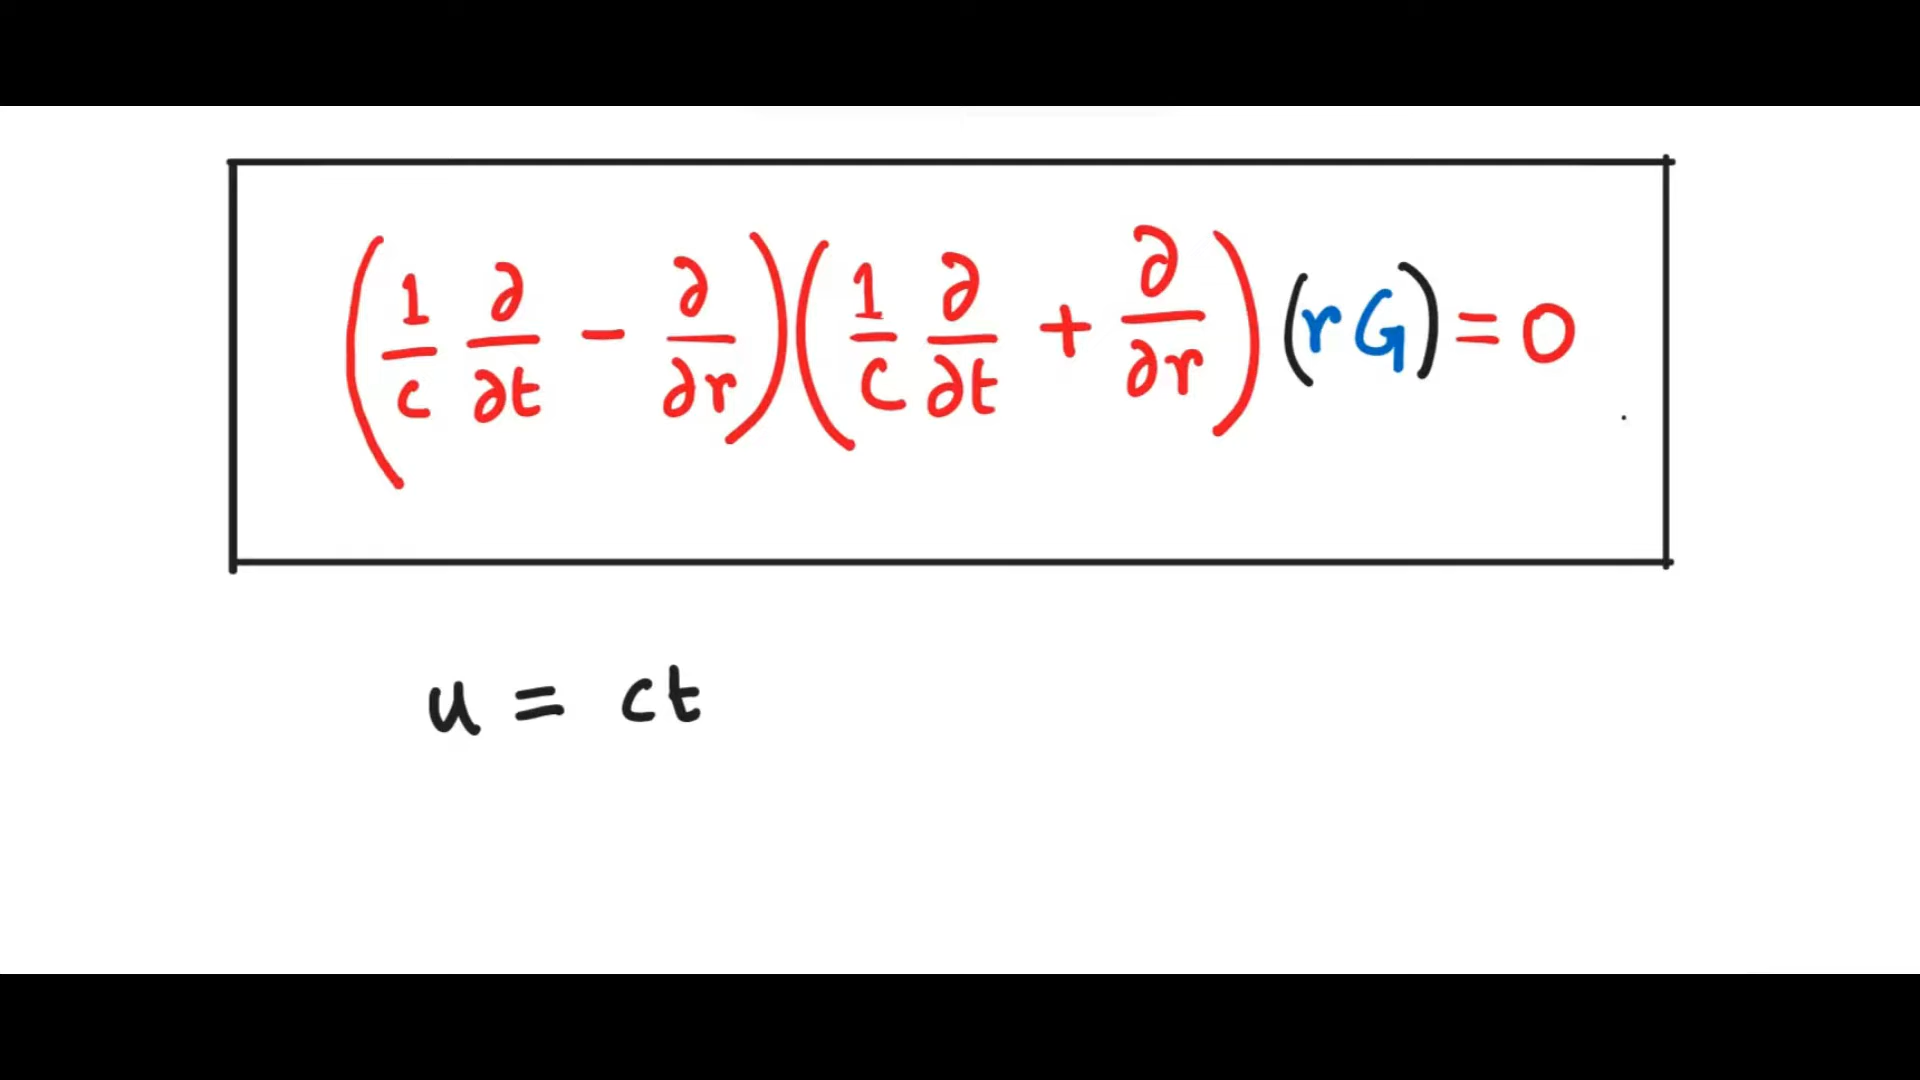 (1/c ∂/∂t − ∂/∂r)(1/c ∂/∂t + ∂/∂r)(rG) = 0
u = ct